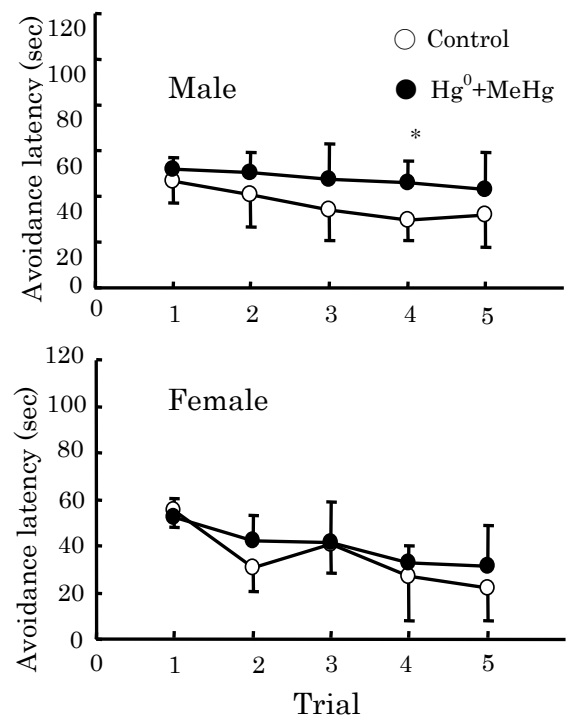 Avoidance latency (sec)
120
100
80
60
40
20
0
Male
Control
Hg⁰+MeHg
*
0 1 2 3 4 5
Avoidance latency (sec)
120
100
80
60
40
20
0
Female
0 1 2 3 4 5
Trial